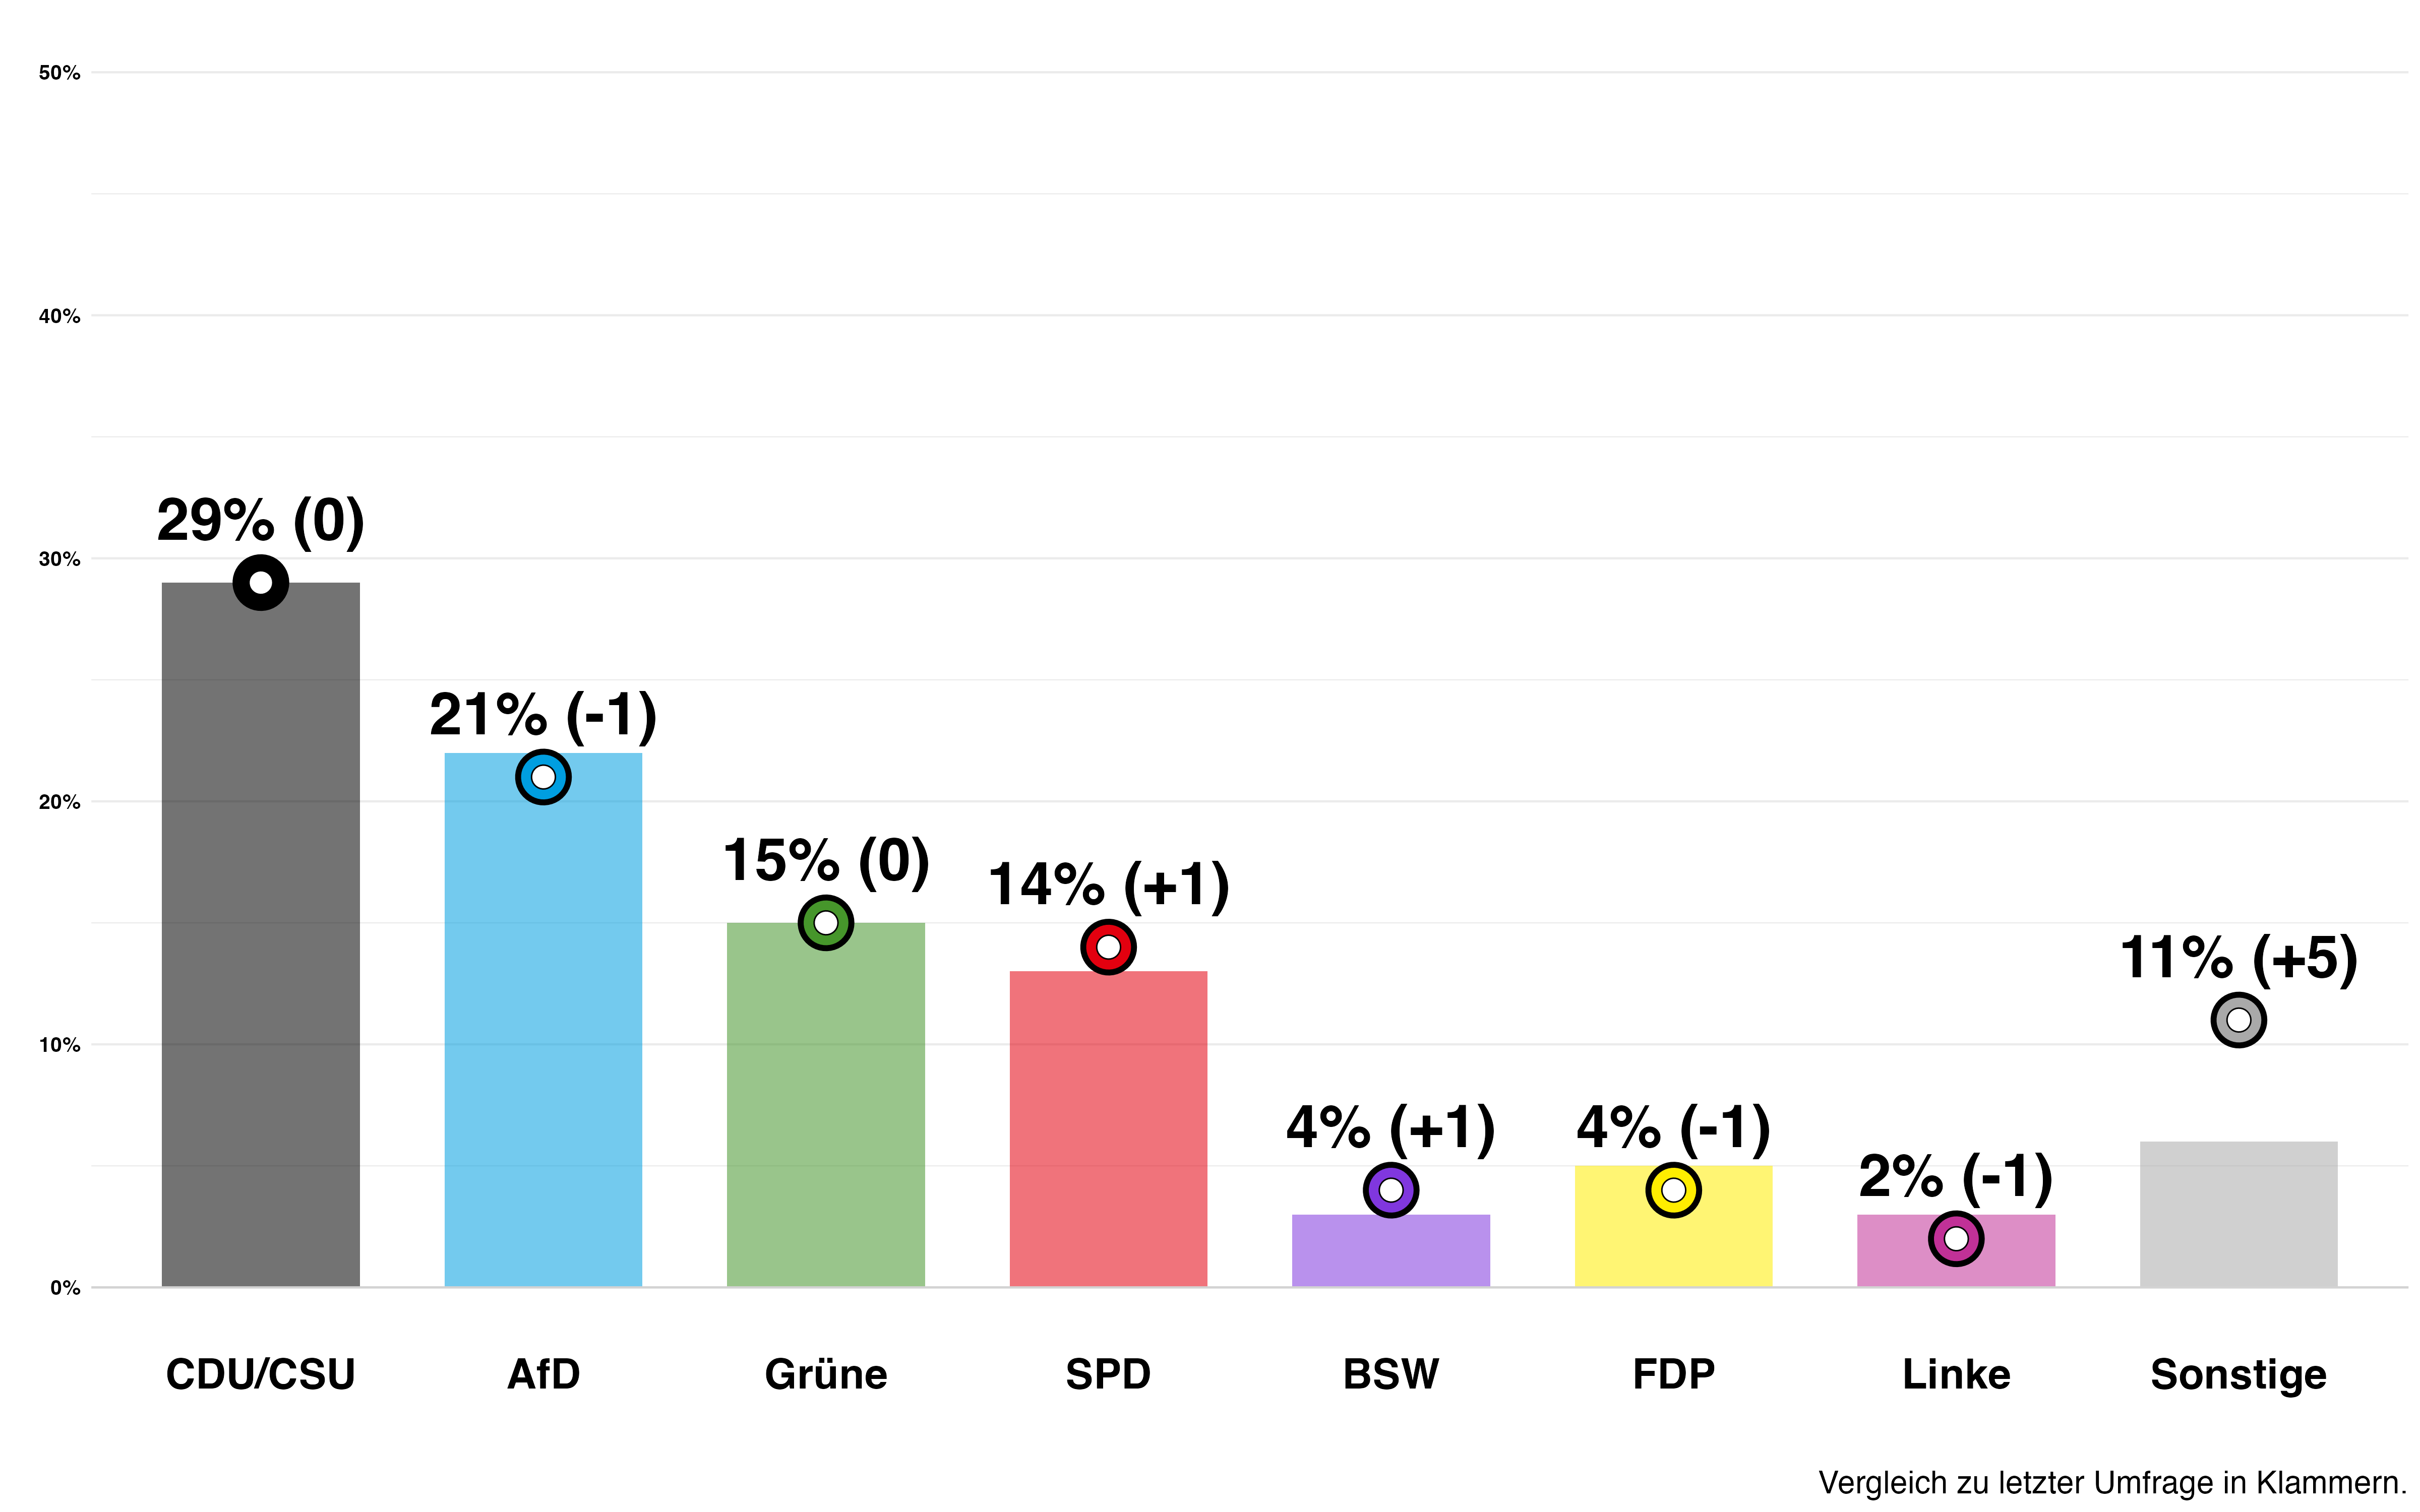 50%
40%
30%
20%
10%
0%
29% (0)
21% (-1)
15% (0)
14% (+1)
4% (+1)
4% (-1)
2% (-1)
11% (+5)
CDU/CSU
AfD
Grüne
SPD
BSW
FDP
Linke
Sonstige
Vergleich zu letzter Umfrage in Klammern.